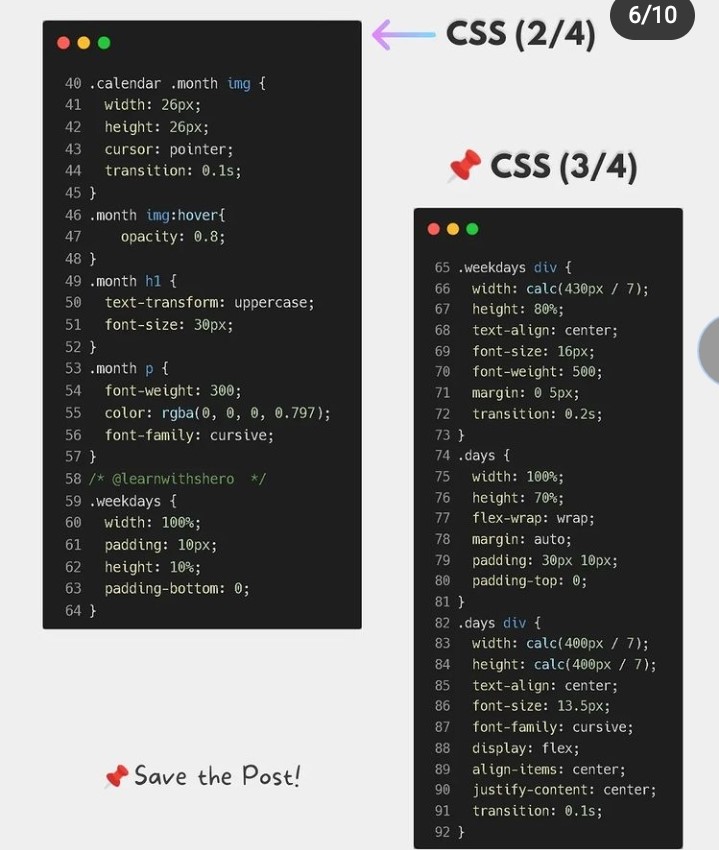 6/10
CSS (2/4)
40 .calendar .month img {
41   width: 26px;
42   height: 26px;
43   cursor: pointer;
44   transition: 0.1s;
45 }
46 .month img:hover{
47     opacity: 0.8;
48 }
49 .month h1 {
50   text-transform: uppercase;
51   font-size: 30px;
52 }
53 .month p {
54   font-weight: 300;
55   color: rgba(0, 0, 0, 0.797);
56   font-family: cursive;
57 }
58 /* @learnwithshero  */
59 .weekdays {
60   width: 100%;
61   padding: 10px;
62   height: 10%;
63   padding-bottom: 0;
64 }
CSS (3/4)
65 .weekdays div {
66   width: calc(430px / 7);
67   height: 80%;
68   text-align: center;
69   font-size: 16px;
70   font-weight: 500;
71   margin: 0 5px;
72   transition: 0.2s;
73 }
74 .days {
75   width: 100%;
76   height: 70%;
77   flex-wrap: wrap;
78   margin: auto;
79   padding: 30px 10px;
80   padding-top: 0;
81 }
82 .days div {
83   width: calc(400px / 7);
84   height: calc(400px / 7);
85   text-align: center;
86   font-size: 13.5px;
87   font-family: cursive;
88   display: flex;
89   align-items: center;
90   justify-content: center;
91   transition: 0.1s;
92 }
Save the Post!